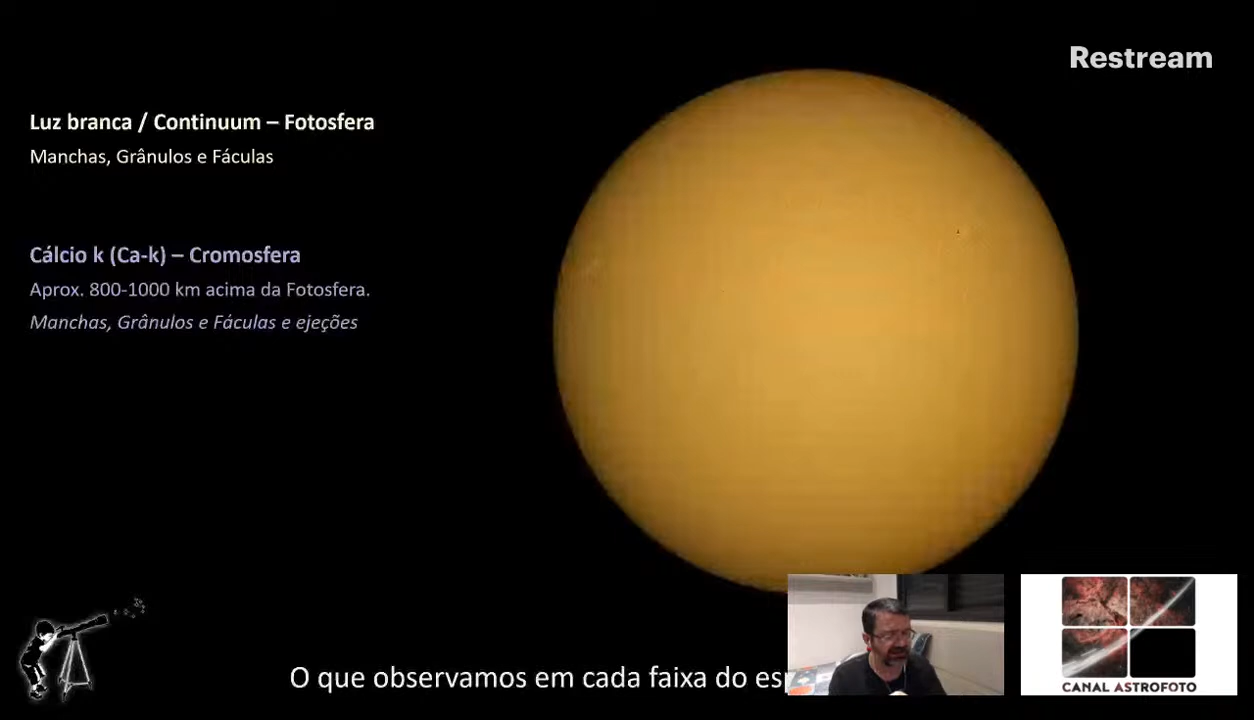 Restream
Luz branca / Continuum – Fotosfera
Manchas, Grânulos e Fáculas
Cálcio k (Ca-k) – Cromosfera
Aprox. 800-1000 km acima da Fotosfera.
Manchas, Grânulos e Fáculas e ejeções
O que observamos em cada faixa do
CANAL ASTROFOTO